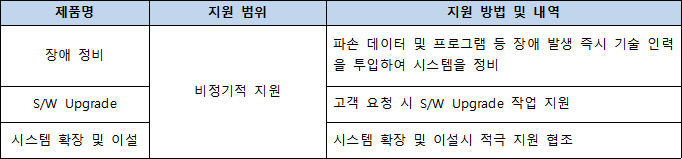 제품명 지원 범위 지원 방법 및 내역
장애 정비
비정기적 지원
파손 데이터 및 프로그램 등 장애 발생 즉시 기술 인력
을 투입하여 시스템을 정비
S/W Upgrade
고객 요청 시 S/W Upgrade 작업 지원
시스템 확장 및 이설
시스템 확장 및 이설시 적극 지원 협조